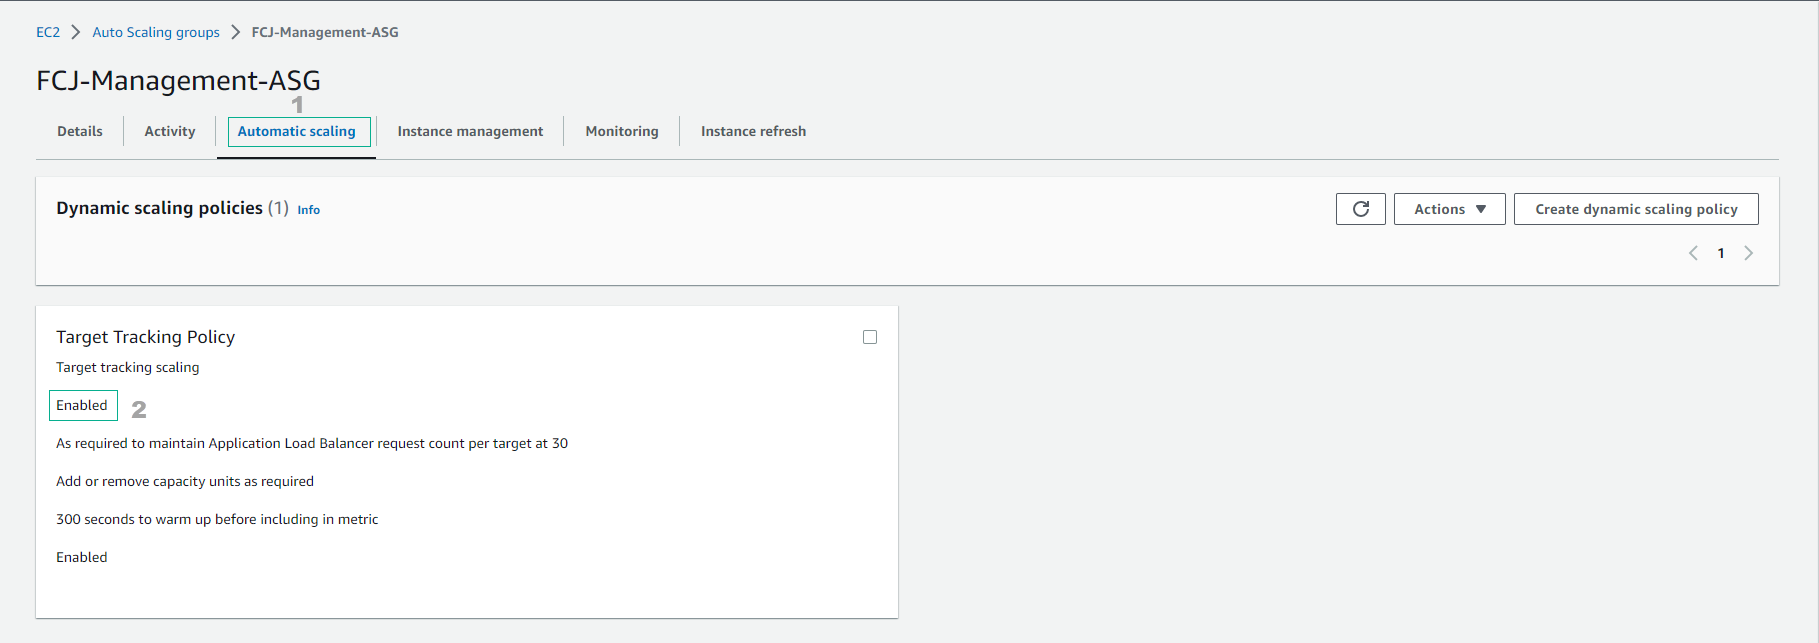 EC2 > Auto Scaling groups > FCJ-Management-ASG
FCJ-Management-ASG
1
Details Activity Automatic scaling Instance management Monitoring Instance refresh
Dynamic scaling policies (1) Info
Actions ▼ Create dynamic scaling policy
< 1 >
Target Tracking Policy
Target tracking scaling
Enabled 2
As required to maintain Application Load Balancer request count per target at 30
Add or remove capacity units as required
300 seconds to warm up before including in metric
Enabled